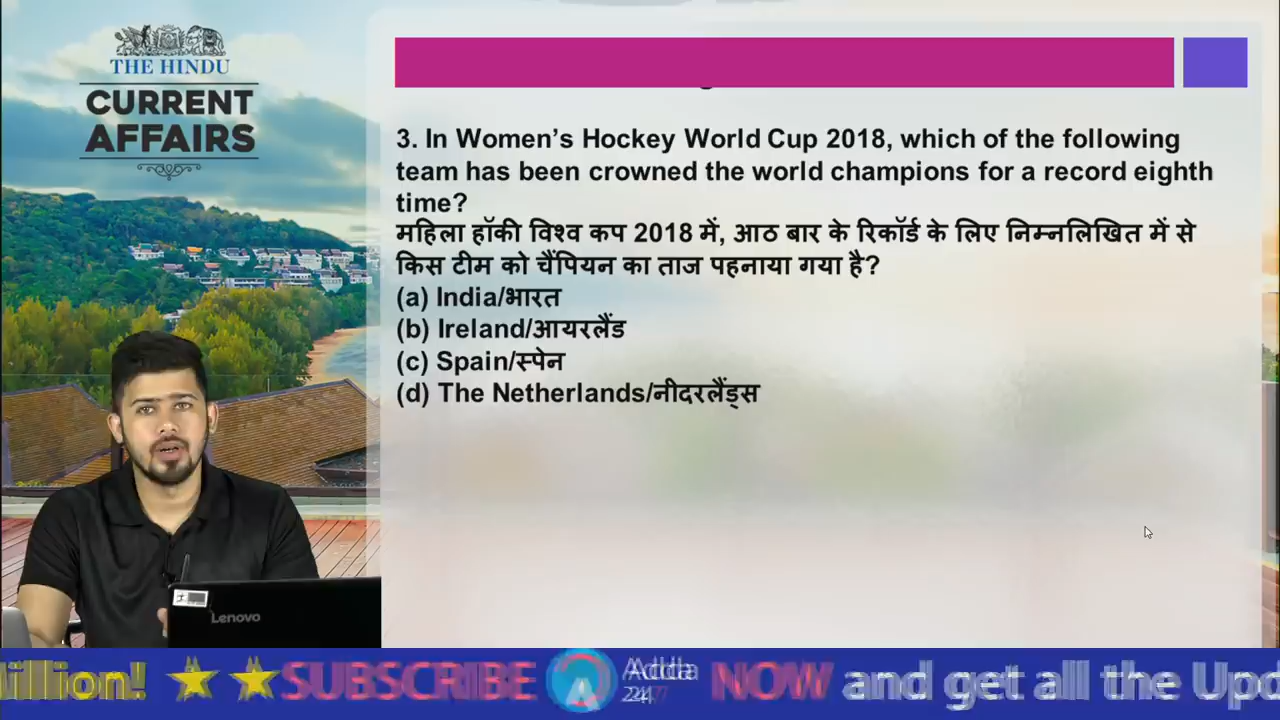 THE HINDU
CURRENT
AFFAIRS
3. In Women's Hockey World Cup 2018, which of the following
team has been crowned the world champions for a record eighth
time?
महिला हॉकी विश्व कप 2018 में, आठ बार के रिकॉर्ड के लिए निम्नलिखित में से
किस टीम को चैंपियन का ताज पहनाया गया है?
(a) India/भारत
(b) Ireland/आयरलैंड
(c) Spain/स्पेन
(d) The Netherlands/नीदरलैंड्स
Lenovo
SUBSCRIBE Adda NOW and get all the